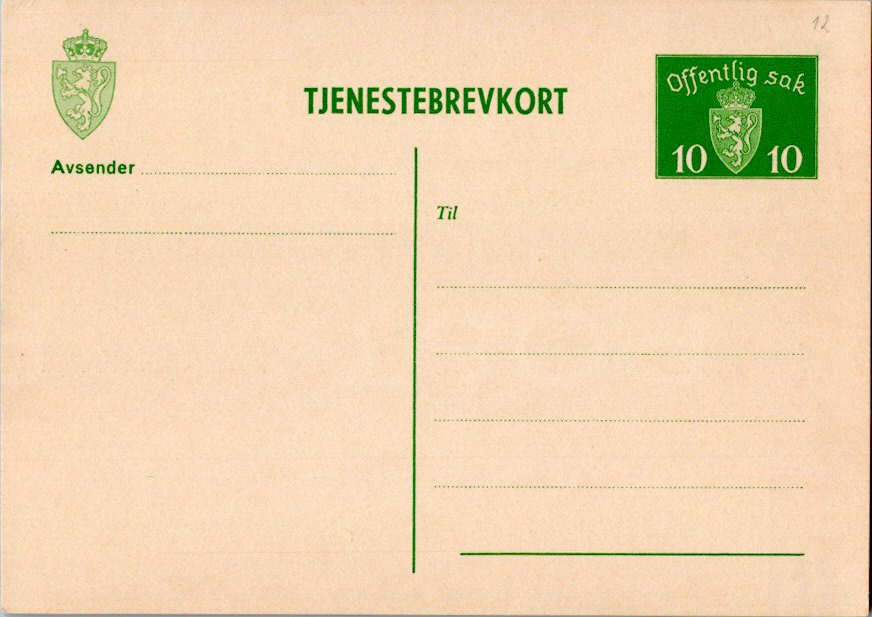 12
TJENESTEBREVKORT
Offentlig sak
10 10
Avsender
Til